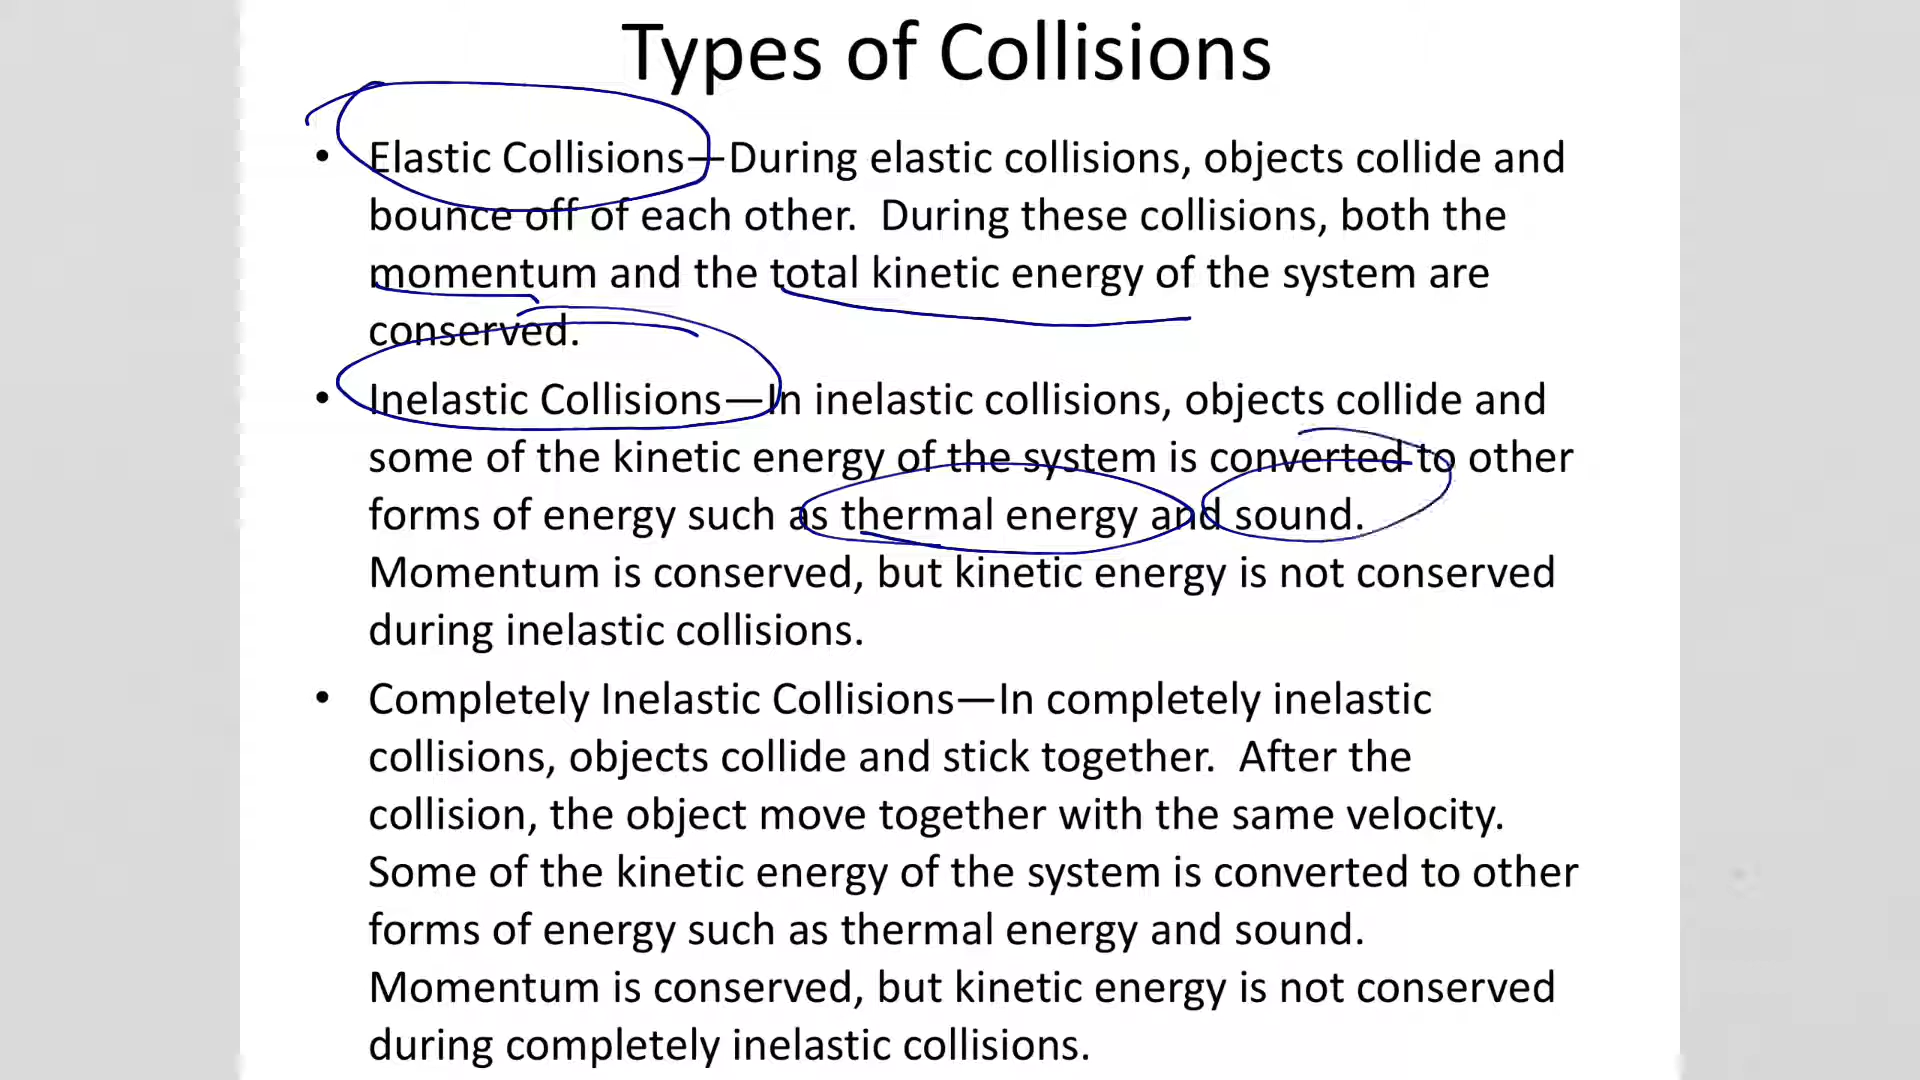 Types of Collisions
• Elastic Collisions—During elastic collisions, objects collide and
bounce off of each other.  During these collisions, both the
momentum and the total kinetic energy of the system are
conserved.
• Inelastic Collisions—In inelastic collisions, objects collide and
some of the kinetic energy of the system is converted to other
forms of energy such as thermal energy and sound.
Momentum is conserved, but kinetic energy is not conserved
during inelastic collisions.
• Completely Inelastic Collisions—In completely inelastic
collisions, objects collide and stick together.  After the
collision, the object move together with the same velocity.
Some of the kinetic energy of the system is converted to other
forms of energy such as thermal energy and sound.
Momentum is conserved, but kinetic energy is not conserved
during completely inelastic collisions.